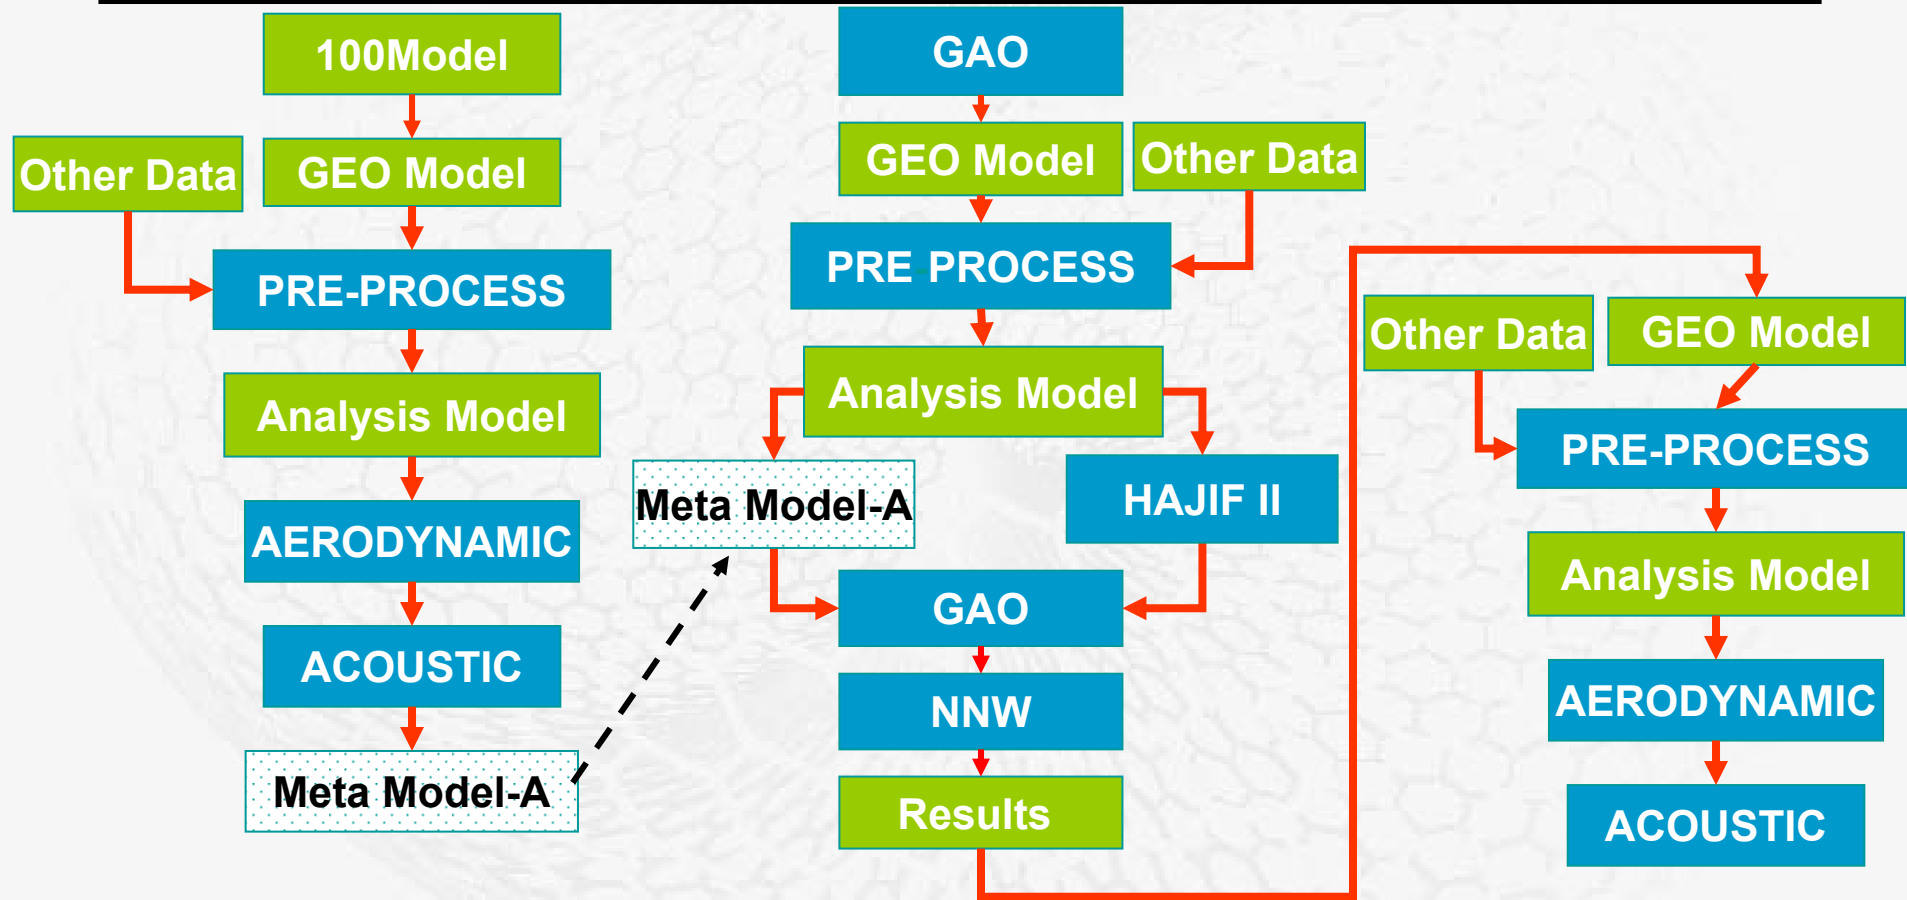 100Model
Other Data
GEO Model
PRE-PROCESS
Analysis Model
AERODYNAMIC
ACOUSTIC
Meta Model-A
GAO
GEO Model
Other Data
PRE-PROCESS
Analysis Model
Meta Model-A
HAJIF II
GAO
NNW
Results
Other Data
GEO Model
PRE-PROCESS
Analysis Model
AERODYNAMIC
ACOUSTIC